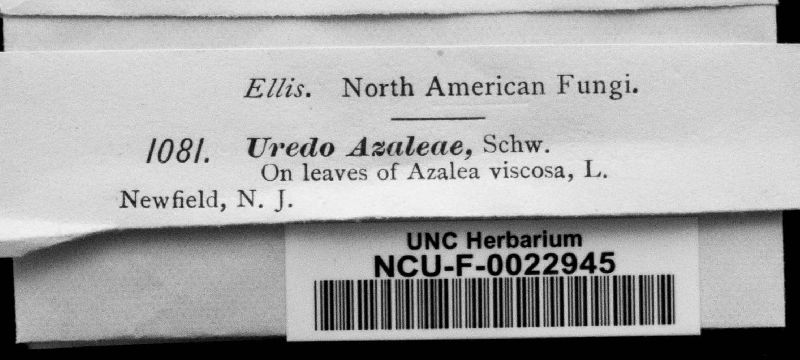 Ellis. North American Fungi.
1081. Uredo Azaleae, Schw.
On leaves of Azalea viscosa, L.
Newfield, N. J.
UNC Herbarium
NCU-F-0022945